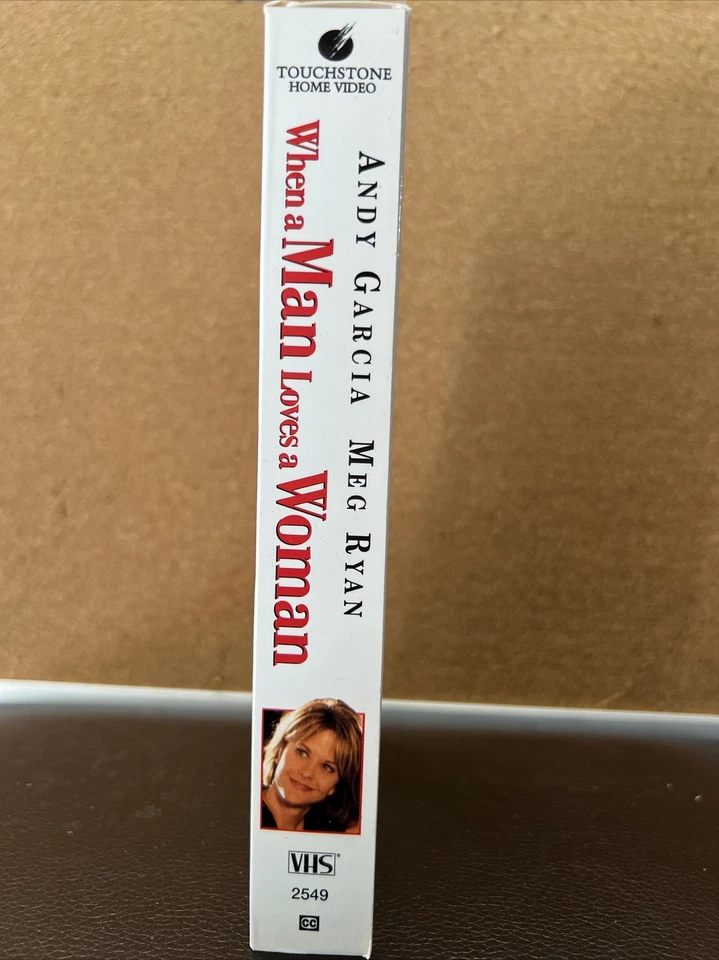 TOUCHSTONE
HOME VIDEO
ANDY GARCIA MEG RYAN
When a Man Loves a Woman
VHS
2549
CC